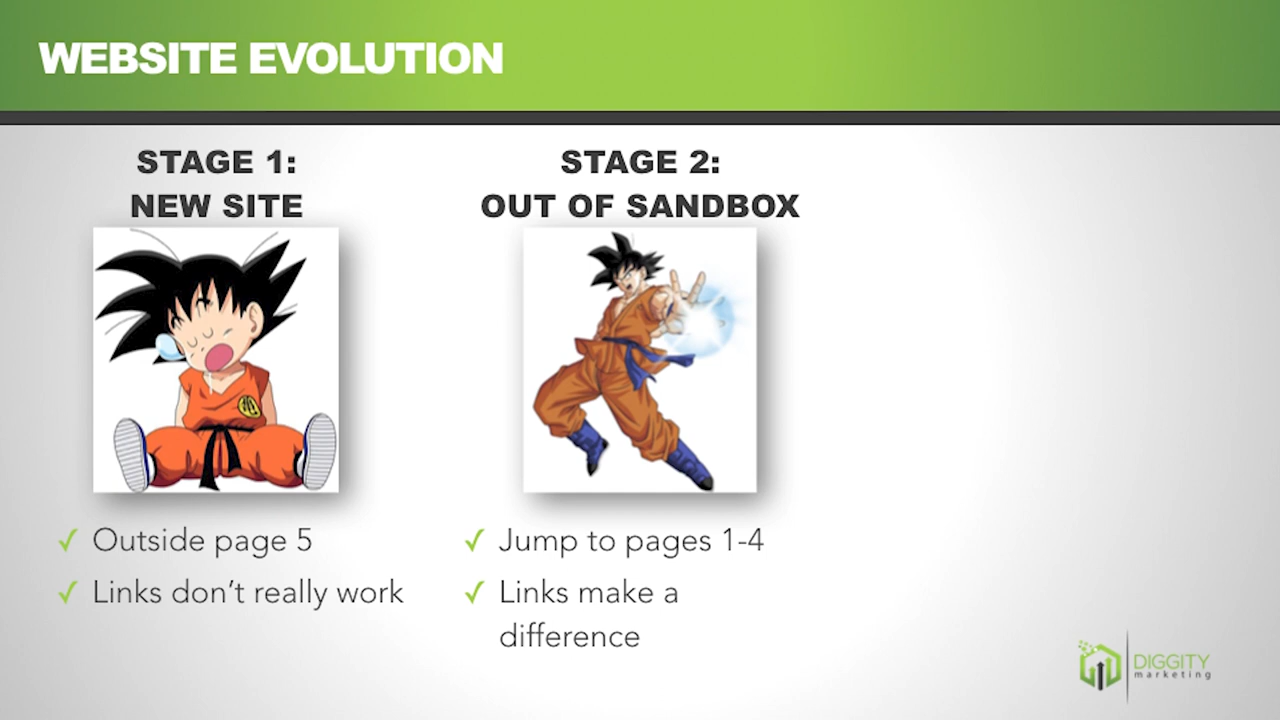 WEBSITE EVOLUTION
STAGE 1:
NEW SITE
✓ Outside page 5
✓ Links don't really work
STAGE 2:
OUT OF SANDBOX
✓ Jump to pages 1-4
✓ Links make a
difference
DIGGITY
marketing